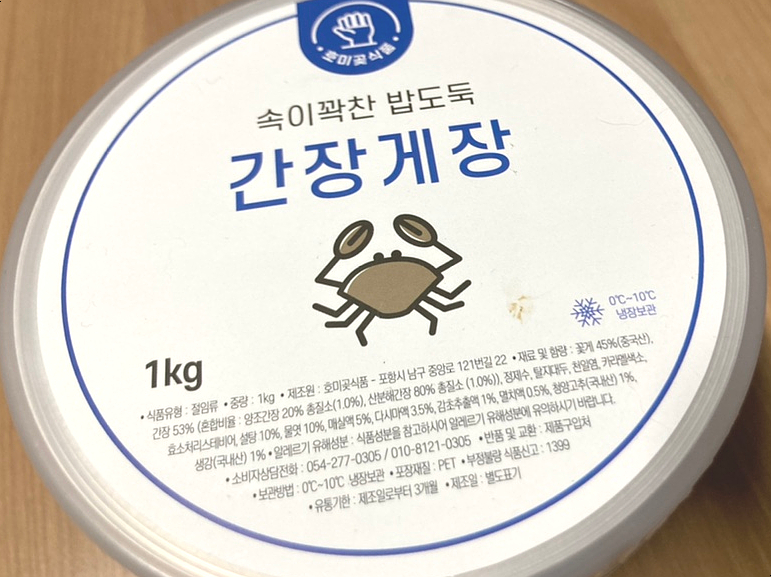 호미곶식품
속이꽉찬 밥도둑
간장게장
0℃~10℃
냉장보관
1kg
•식품유형 : 절임류 •중량 : 1kg •제조원 : 호미곶식품 - 포항시 남구 중앙로 121번길 22 •재료 및 함량 : 꽃게 45%(중국산),
간장 53% (혼합비율 : 양조간장 20% 총질소(1.0%), 산분해간장 80% 총질소 (1.0%)), 정제수, 탈지대두, 천일염, 카라멜색소,
효소처리스테비어, 설탕 10%, 물엿 10%, 매실액 5%, 다시마액 3.5%, 감초추출액 1%, 멸치액 0.5%, 청양고추(국내산) 1%,
생강(국내산) 1% •알레르기 유해성분 : 식품성분을 참고하시어 알레르기 유해성분에 유의하시기 바랍니다.
•소비자상담전화 : 054-277-0305 / 010-8121-0305 •반품 및 교환 : 제품구입처
•보관방법 : 0℃~10℃ 냉장보관 •포장재질 : PET •부정불량 식품신고 : 1399
•유통기한 : 제조일로부터 3개월 •제조일 : 별도표기